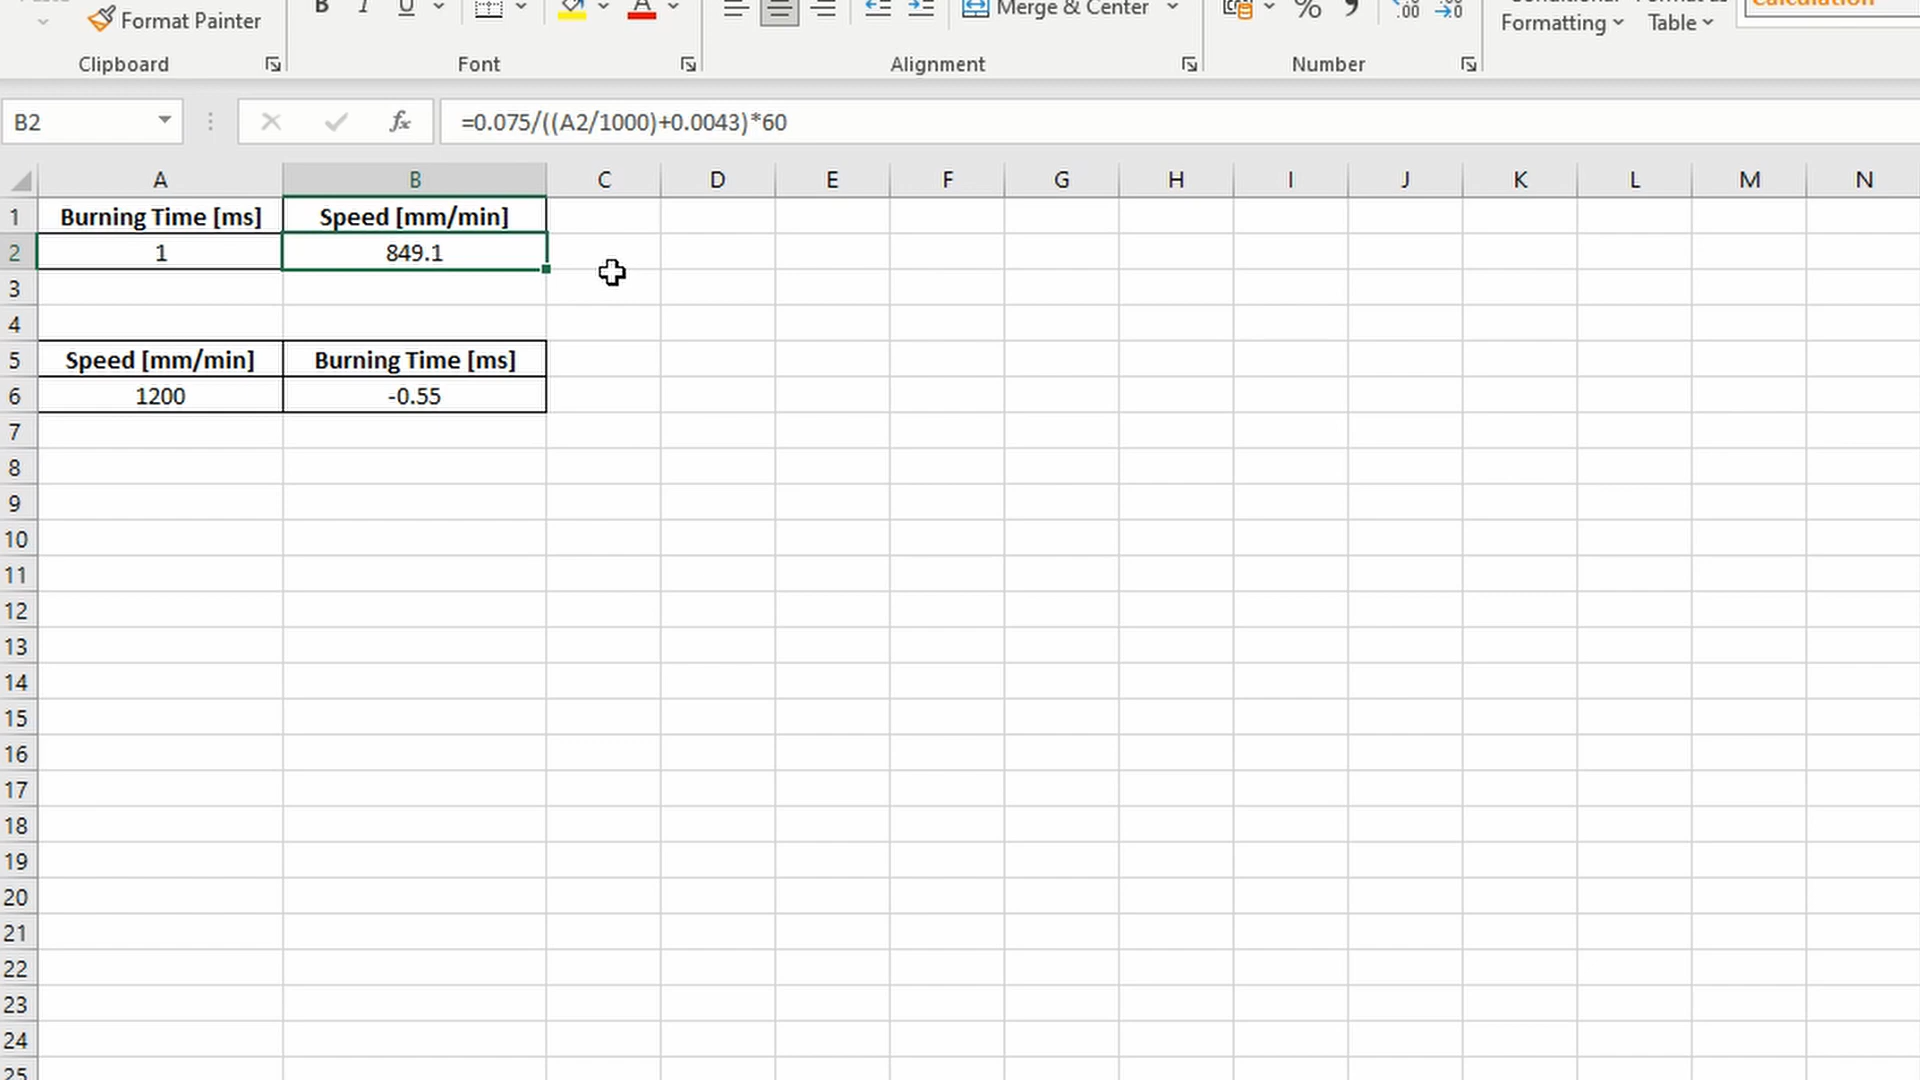 Format Painter
B I U A
Merge & Center
% ,
Formatting
Table
Clipboard
Font
Alignment
Number
B2
fx
=0.075/((A2/1000)+0.0043)*60
A B C D E F G H I J K L M N
1 Burning Time [ms] Speed [mm/min]
2 1 849.1
3
4
5 Speed [mm/min] Burning Time [ms]
6 1200 -0.55
7
8
9
10
11
12
13
14
15
16
17
18
19
20
21
22
23
24
25